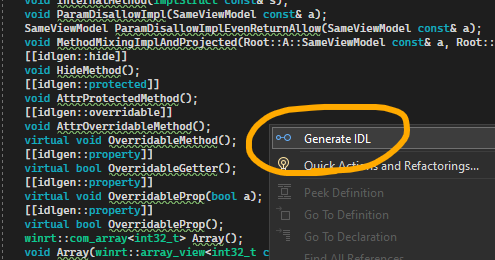 void InternalMethod(ImplStruct const& s);
void ParamDisallowImpl(SameViewModel const& a);
SameViewModel ParamDisallowImplEvenReturnAllow(SameViewModel const& a);
void MethodMixingImplAndProjected(Root::A::SameViewModel const& a, Root::
[[idlgen::hide]]
void HideMethod();
[[idlgen::protected]]
void AttrProtectedMethod();
[[idlgen::overridable]]
void AttrOverridableMethod();
virtual void OverridableMethod();
[[idlgen::property]]
virtual bool OverridableGetter();
[[idlgen::property]]
void OverridableProp(bool a);
[[idlgen::property]]
virtual bool OverridableProp();
winrt::com_array<int32_t> Array();
void Array(winrt::array_view<int32_t c
Generate IDL
Quick Actions and Refactorings...
Peek Definition
Go To Definition
Go To Declaration
Find All References